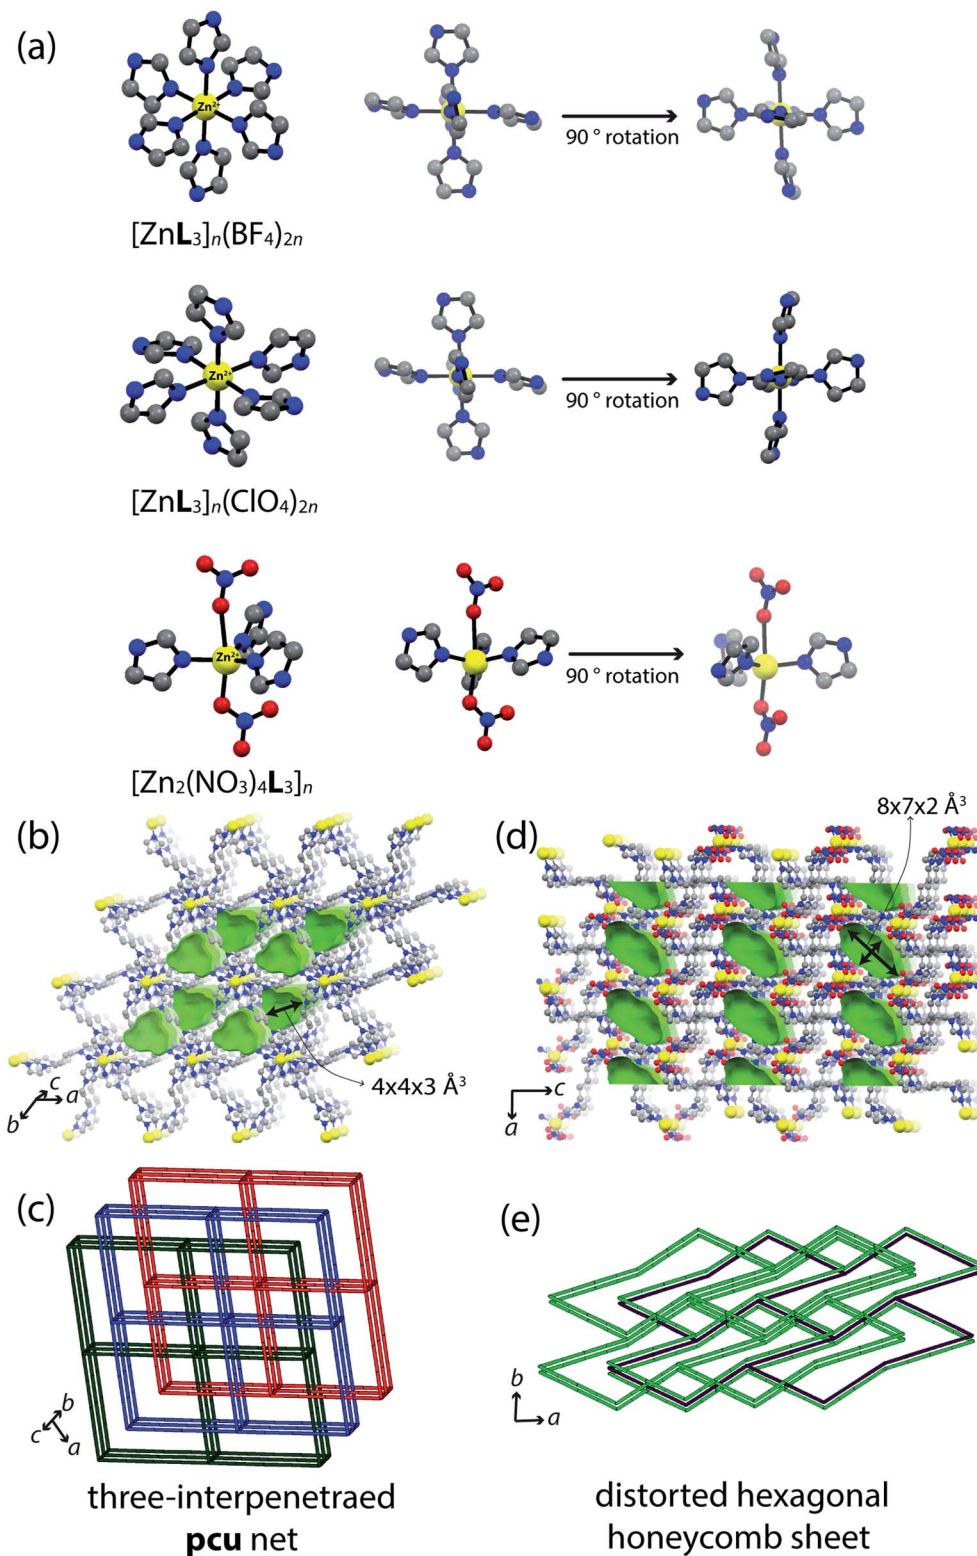 (a)
Zn²⁺
90 ° rotation
[ZnL₃]ₙ(BF₄)₂ₙ
Zn²⁺
90 ° rotation
[ZnL₃]ₙ(ClO₄)₂ₙ
Zn²⁺
90 ° rotation
[Zn₂(NO₃)₄L₃]ₙ
(b)
4x4x3 Å³
c
a
b
(d)
8x7x2 Å³
c
a
(c)
b
c
a
three-interpenetraed
pcu net
(e)
b
a
distorted hexagonal
honeycomb sheet